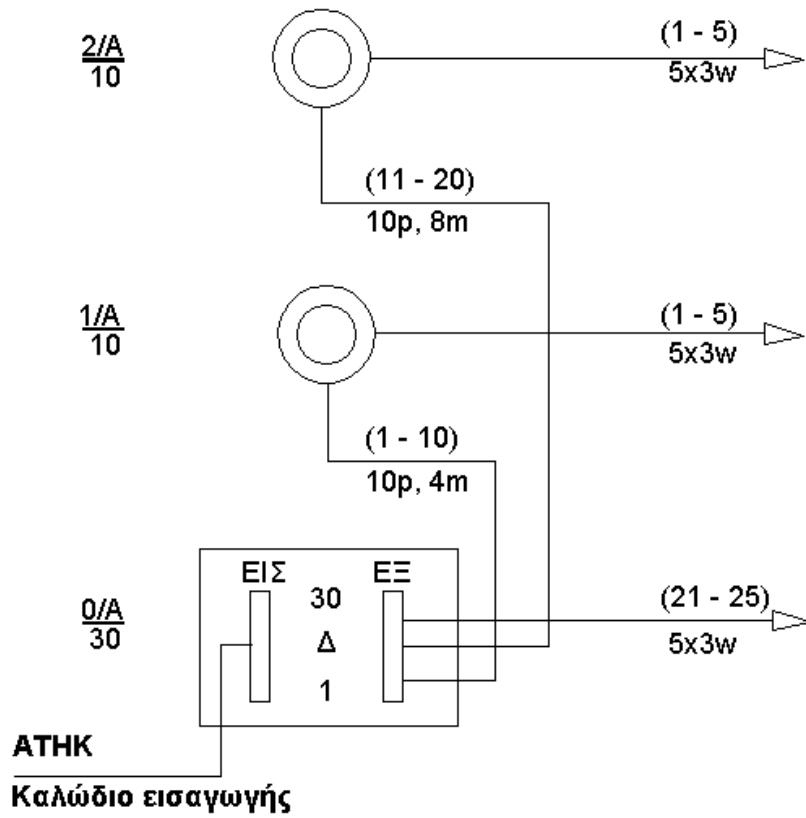 2/A
10
(1 - 5)
5x3w
(11 - 20)
10p, 8m
1/A
10
(1 - 5)
5x3w
(1 - 10)
10p, 4m
0/A
30
ΕΙΣ
30
Δ
1
ΕΞ
(21 - 25)
5x3w
ΑΤΗΚ
Καλώδιο εισαγωγής